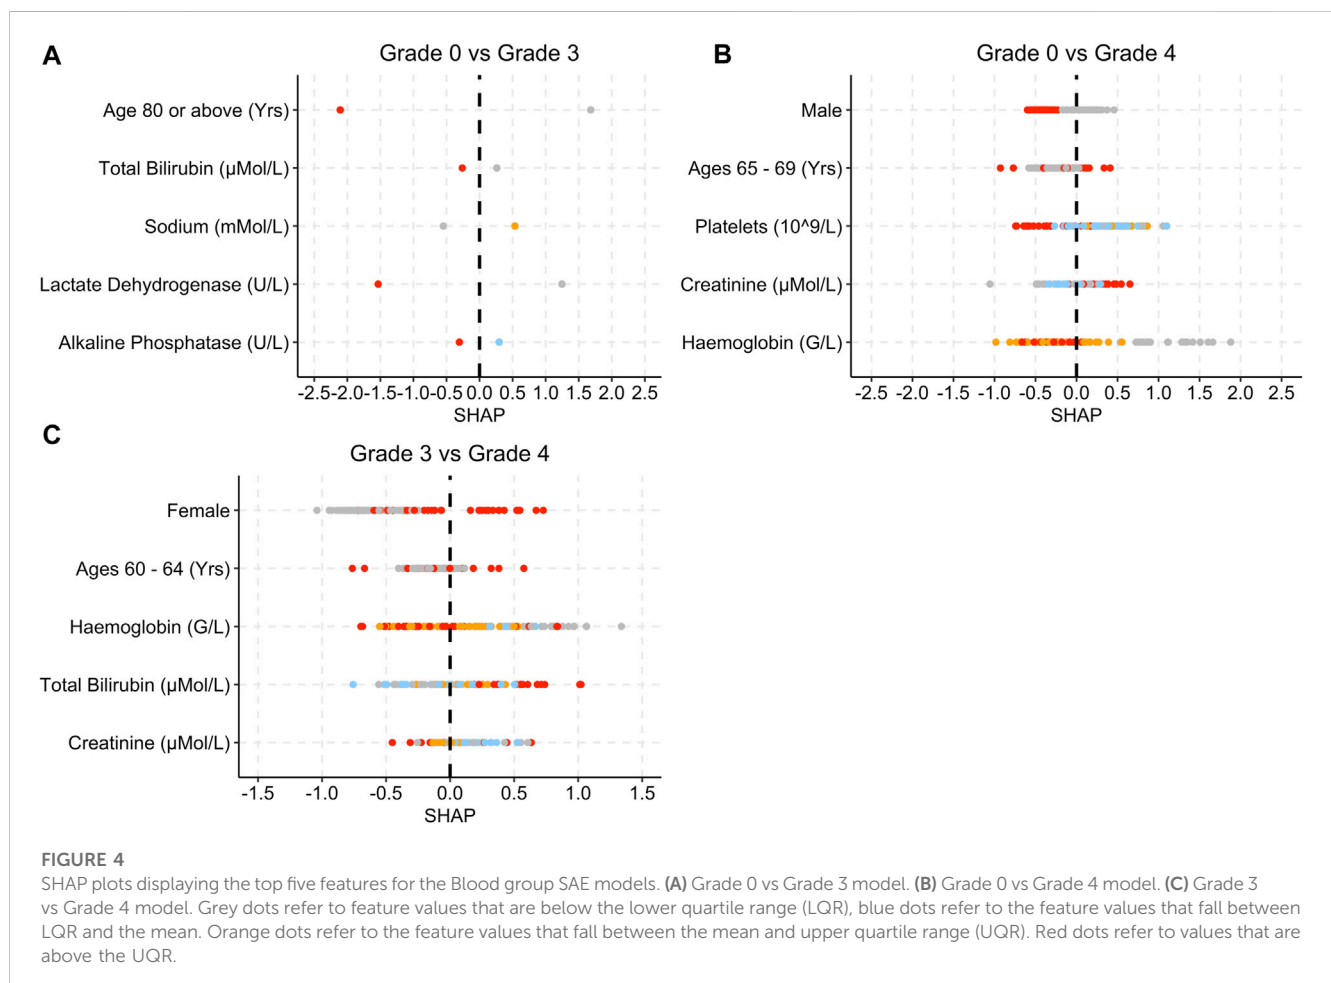 A
Grade 0 vs Grade 3
Age 80 or above (Yrs)
Total Bilirubin (µMol/L)
Sodium (mMol/L)
Lactate Dehydrogenase (U/L)
Alkaline Phosphatase (U/L)
-2.5 -2.0 -1.5 -1.0 -0.5 0.0 0.5 1.0 1.5 2.0 2.5
SHAP
B
Grade 0 vs Grade 4
Male
Ages 65 - 69 (Yrs)
Platelets (10^9/L)
Creatinine (µMol/L)
Haemoglobin (G/L)
-2.5 -2.0 -1.5 -1.0 -0.5 0.0 0.5 1.0 1.5 2.0 2.5
SHAP
C
Grade 3 vs Grade 4
Female
Ages 60 - 64 (Yrs)
Haemoglobin (G/L)
Total Bilirubin (µMol/L)
Creatinine (µMol/L)
-1.5 -1.0 -0.5 0.0 0.5 1.0 1.5
SHAP
FIGURE 4
SHAP plots displaying the top five features for the Blood group SAE models. (A) Grade 0 vs Grade 3 model. (B) Grade 0 vs Grade 4 model. (C) Grade 3
vs Grade 4 model. Grey dots refer to feature values that are below the lower quartile range (LQR), blue dots refer to the feature values that fall between
LQR and the mean. Orange dots refer to the feature values that fall between the mean and upper quartile range (UQR). Red dots refer to values that are
above the UQR.